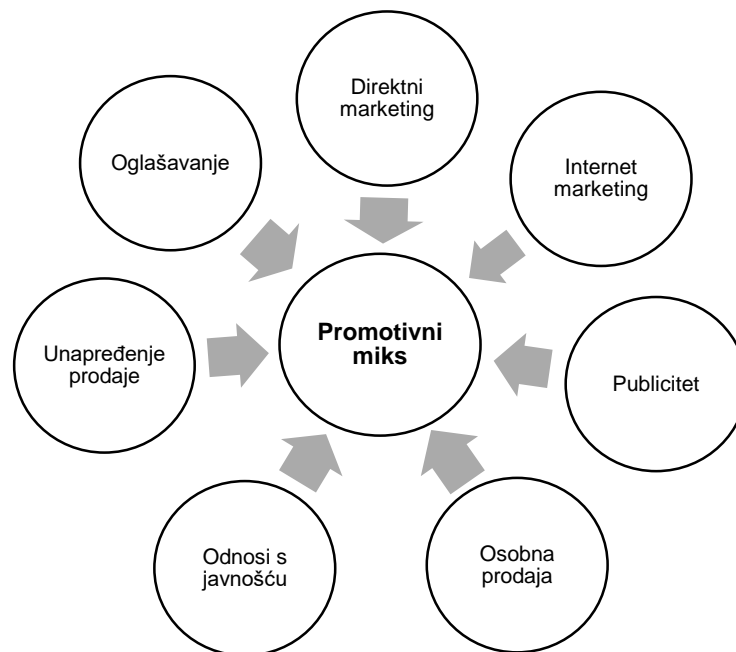 Direktni
marketing
Oglašavanje
Internet
marketing
Promotivni
miks
Unapređenje
prodaje
Publicitet
Odnosi s
javnošću
Osobna
prodaja